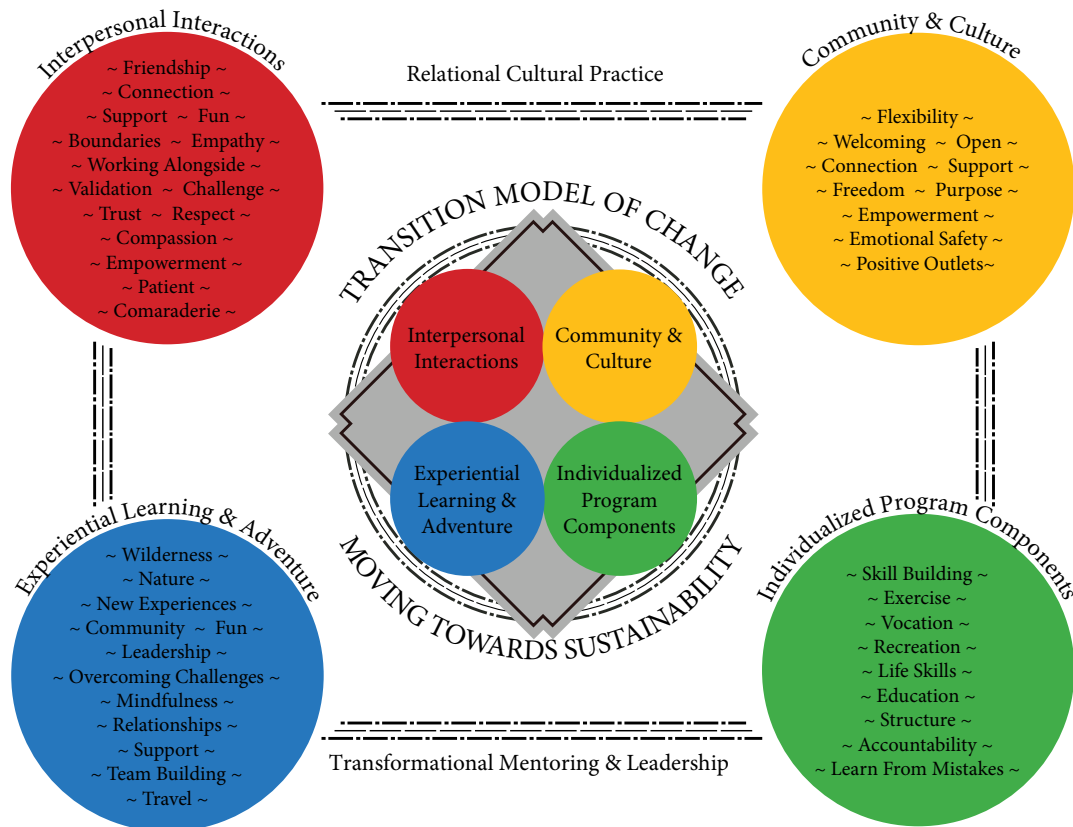 Interpersonal Interactions
~ Friendship ~
~ Connection ~
~ Support ~ Fun ~
~ Boundaries ~ Empathy ~
~ Working Alongside ~
~ Validation ~ Challenge ~
~ Trust ~ Respect ~
~ Compassion ~
~ Empowerment ~
~ Patient ~
~ Comaraderie ~
Relational Cultural Practice
Community & Culture
~ Flexibility ~
~ Welcoming ~ Open ~
~ Connection ~ Support ~
~ Freedom ~ Purpose ~
~ Empowerment ~
~ Emotional Safety ~
~ Positive Outlets~
TRANSITION MODEL OF CHANGE
Interpersonal
Interactions
Community &
Culture
Experiential
Learning &
Adventure
Individualized
Program
Components
MOVING TOWARDS SUSTAINABILITY
Experiential Learning & Adventure
~ Wilderness ~
~ Nature ~
~ New Experiences ~
~ Community ~ Fun ~
~ Leadership ~
~ Overcoming Challenges ~
~ Mindfulness ~
~ Relationships ~
~ Support ~
~ Team Building ~
~ Travel ~
Transformational Mentoring & Leadership
Individualized Program Components
~ Skill Building ~
~ Exercise ~
~ Vocation ~
~ Recreation ~
~ Life Skills ~
~ Education ~
~ Structure ~
~ Accountability ~
~ Learn From Mistakes ~